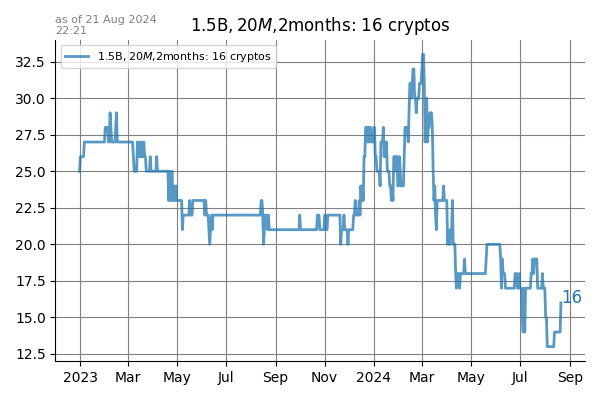 as of 21 Aug 2024
22:21
1.5B, 20M,2months: 16 cryptos
1.5B, 20M,2months: 16 cryptos
32.5
30.0
27.5
25.0
22.5
20.0
17.5
15.0
12.5
16
2023 Mar May Jul Sep Nov 2024 Mar May Jul Sep